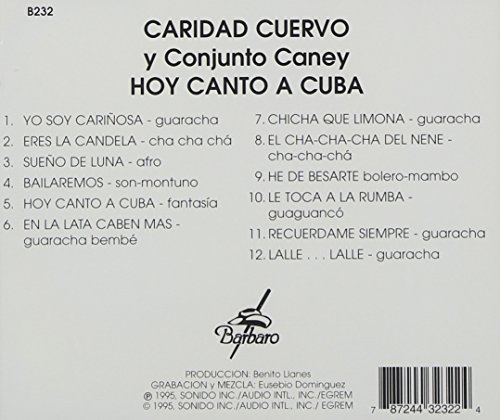 B232
CARIDAD CUERVO
y Conjunto Caney
HOY CANTO A CUBA
1. YO SOY CARIÑOSA - guaracha
2. ERES LA CANDELA - cha cha chá
3. SUEÑO DE LUNA - afro
4. BAILAREMOS - son-montuno
5. HOY CANTO A CUBA - fantasía
6. EN LA LATA CABEN MAS -
guaracha bembé
7. CHICHA QUE LIMONA - guaracha
8. EL CHA-CHA-CHA DEL NENE -
cha-cha-chá
9. HE DE BESARTE bolero-mambo
10. LE TOCA A LA RUMBA -
guaguancó
11. RECUERDAME SIEMPRE - guaracha
12. LALLE . . . LALLE - guaracha
Barbaro
PRODUCCION: Benito Llanes
GRABACION y MEZCLA: Eusebio Dominguez
℗ 1995, SONIDO INC./AUDIO INTL., INC./ EGREM
© 1995, SONIDO INC./AUDIO INTL., INC./ EGREM
7 87244 32322 4